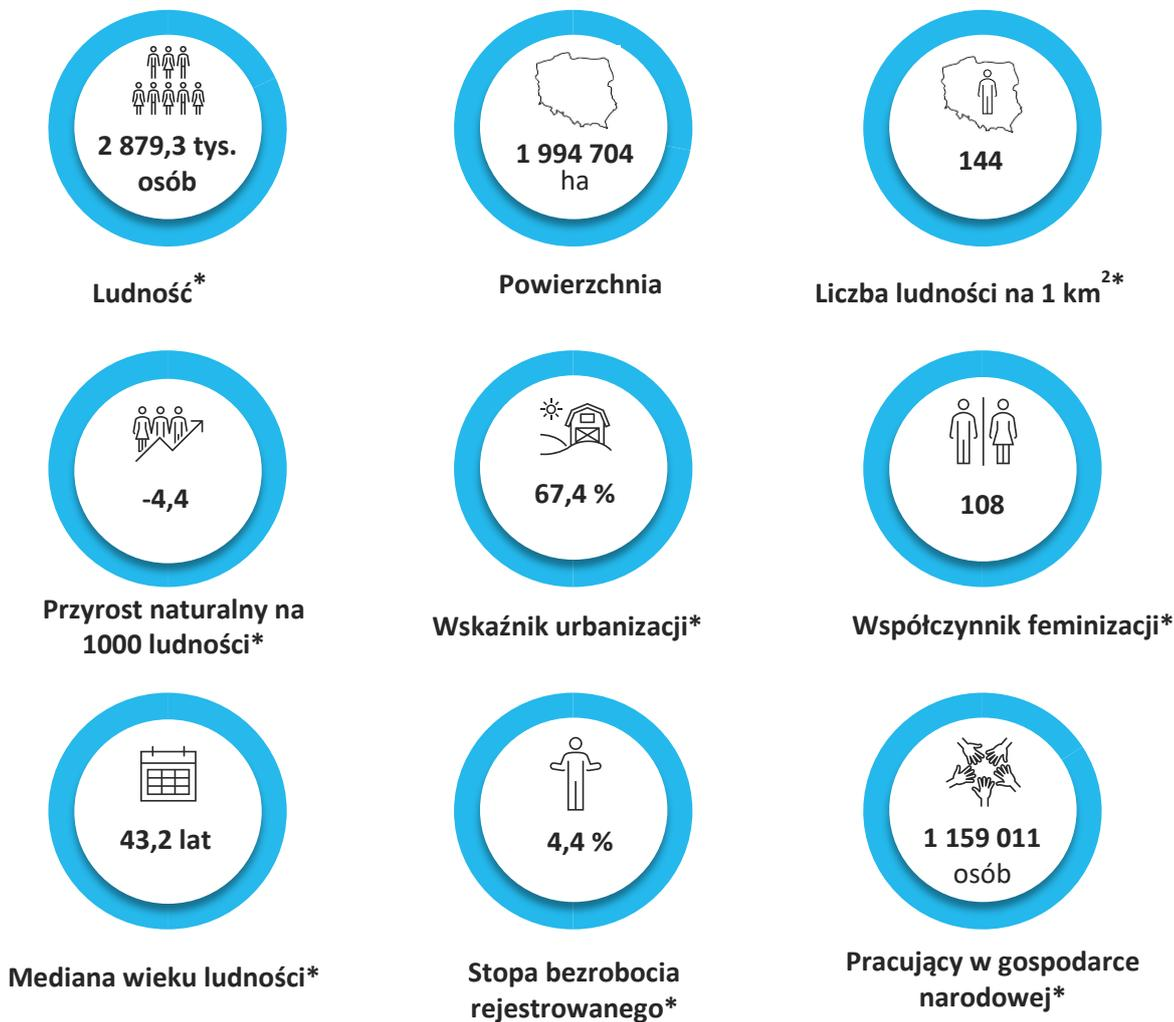 2 879,3 tys.
osób
Ludność*
1 994 704
ha
Powierzchnia
144
Liczba ludności na 1 km²*
-4,4
Przyrost naturalny na
1000 ludności*
67,4 %
Wskaźnik urbanizacji*
108
Współczynnik feminizacji*
43,2 lat
Mediana wieku ludności*
4,4 %
Stopa bezrobocia
rejestrowanego*
1 159 011
osób
Pracujący w gospodarce
narodowej*